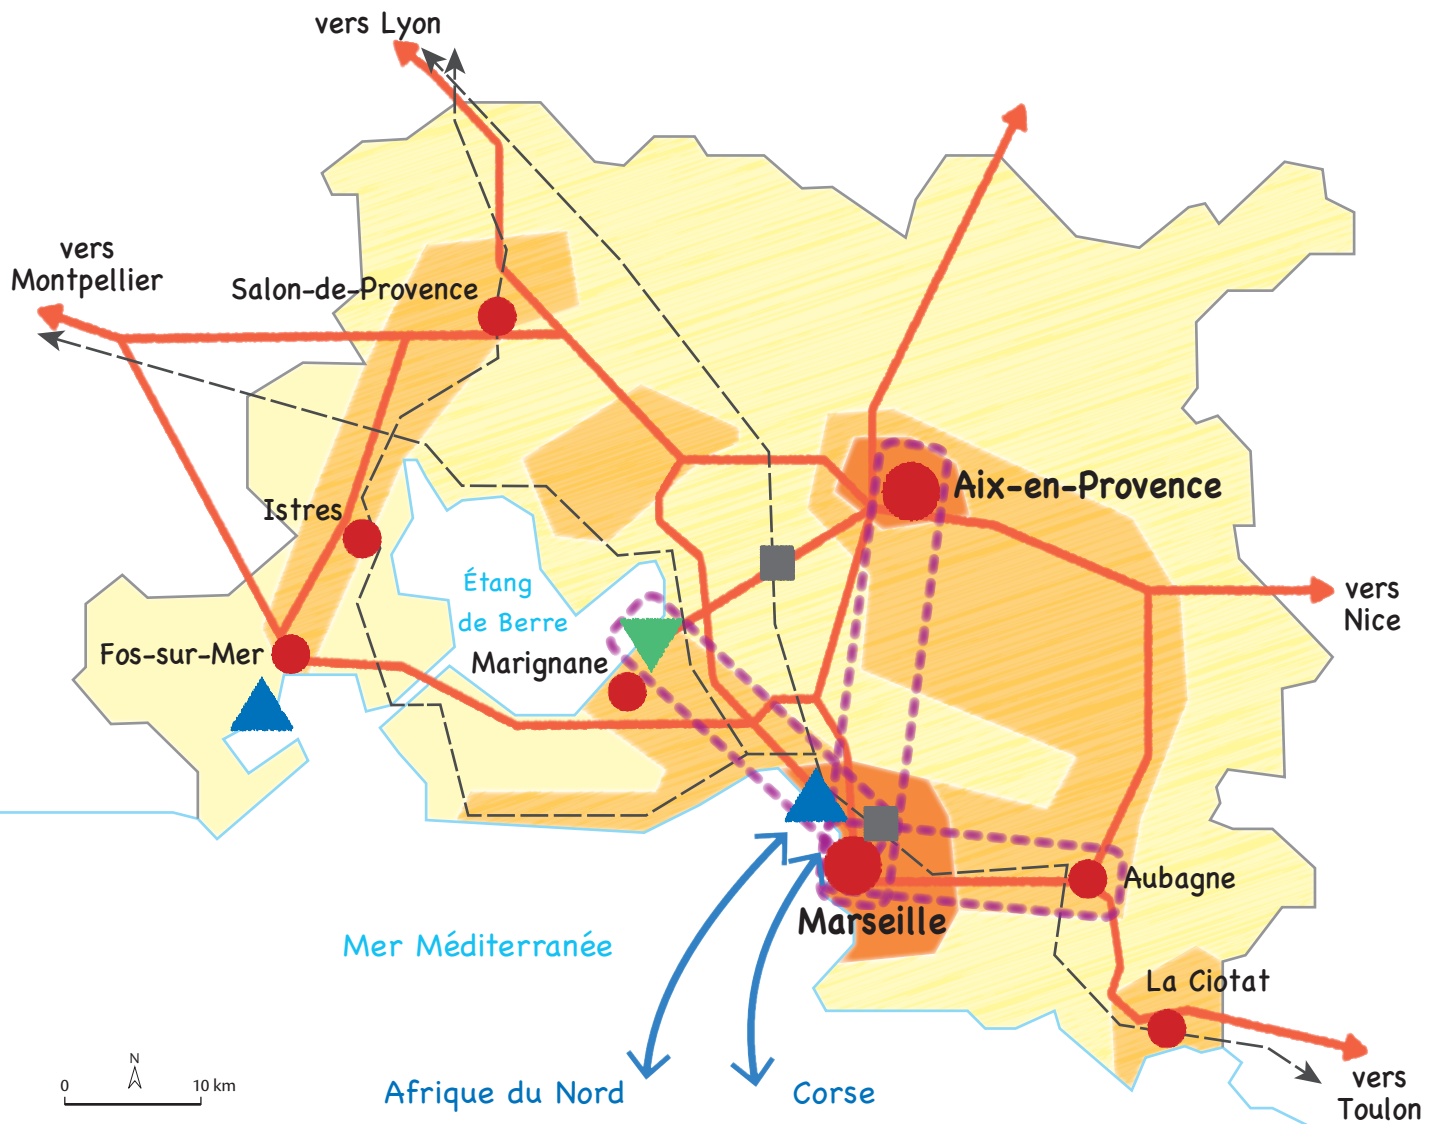 vers Lyon
vers
Montpellier
Salon-de-Provence
Aix-en-Provence
Istres
Étang
de Berre
vers
Nice
Fos-sur-Mer
Marignane
Aubagne
Marseille
Mer Méditerranée
La Ciotat
N
0 10 km
Afrique du Nord
Corse
vers
Toulon